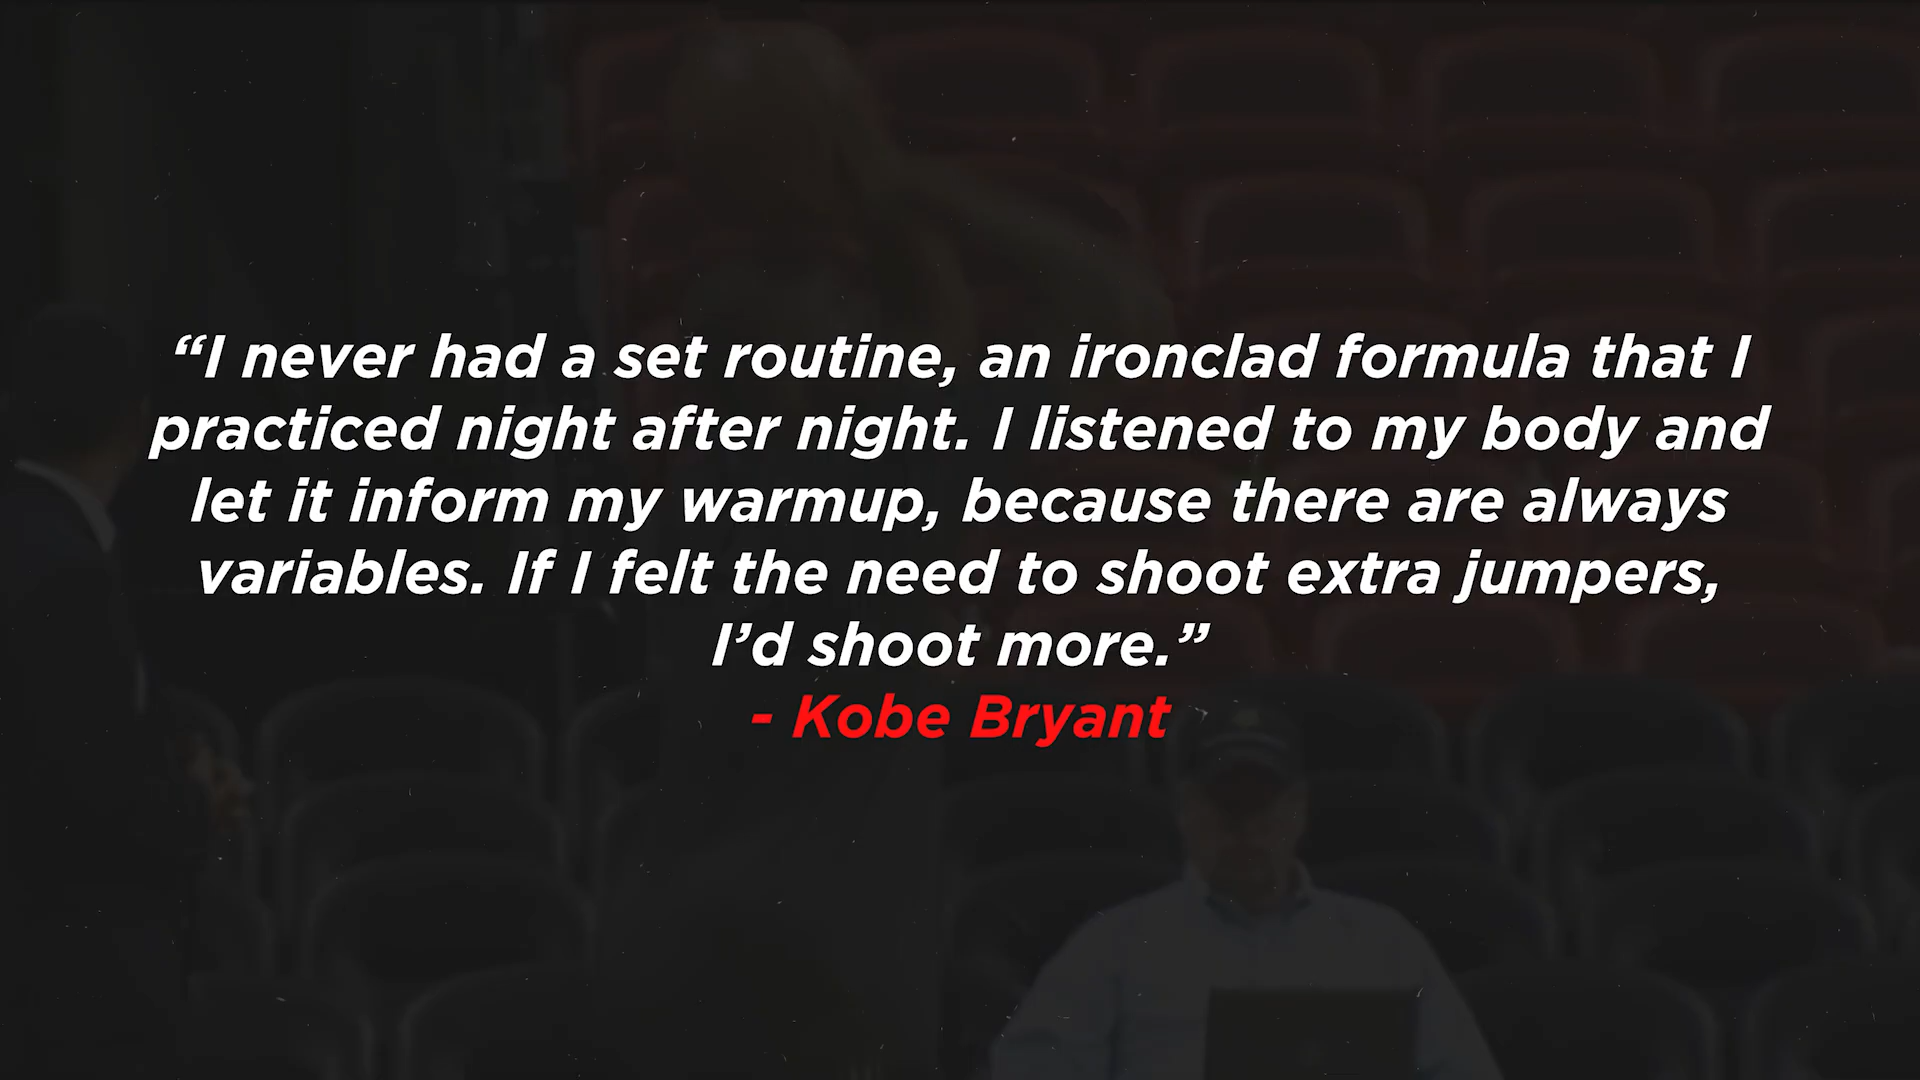 “I never had a set routine, an ironclad formula that I
practiced night after night. I listened to my body and
let it inform my warmup, because there are always
variables. If I felt the need to shoot extra jumpers,
I’d shoot more.”
- Kobe Bryant